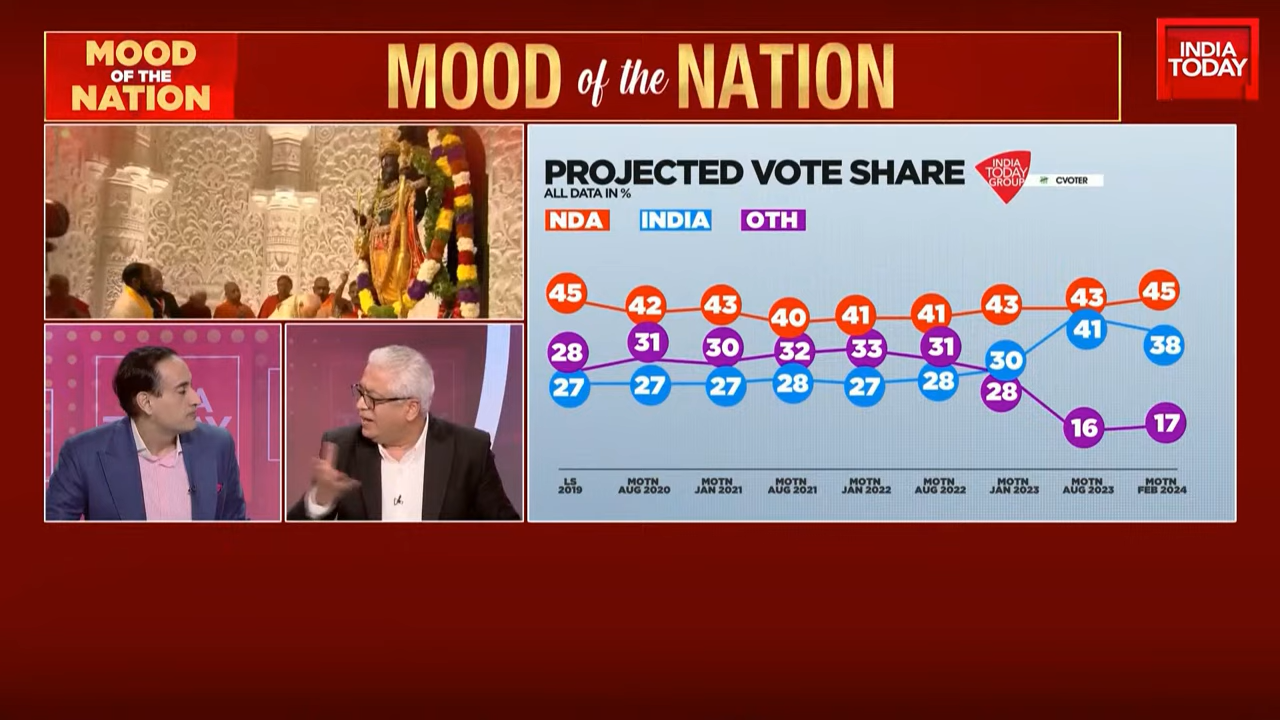 MOOD
OF THE
NATION
MOOD of the NATION
INDIA
TODAY
PROJECTED VOTE SHARE
ALL DATA IN %
INDIA
TODAY
GROUP
CVOTER
NDA INDIA OTH
45 42 43 40 41 41 43 43 45
28 31 30 32 33 31 30 41 38
27 27 27 28 27 28 28 16 17
LS MOTN MOTN MOTN MOTN MOTN MOTN MOTN MOTN
2019 AUG 2020 JAN 2021 AUG 2021 JAN 2022 AUG 2022 JAN 2023 AUG 2023 FEB 2024